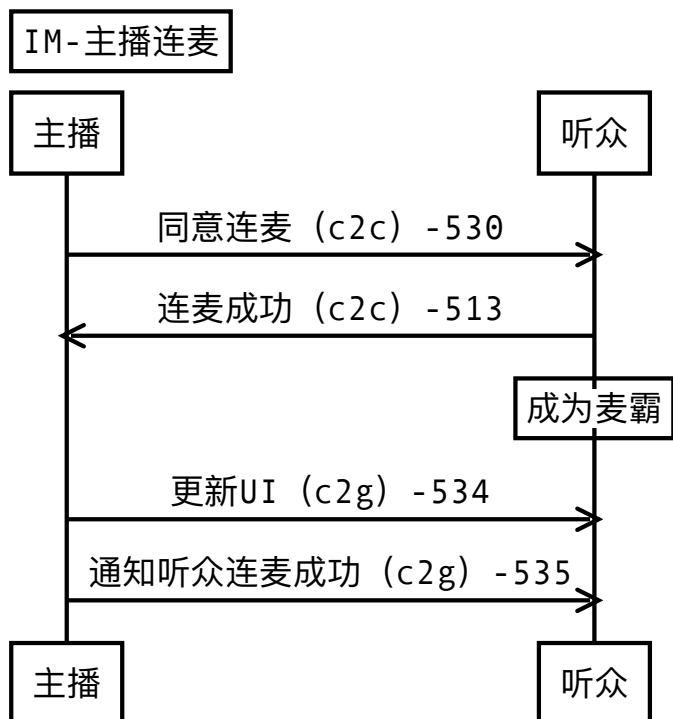 IM-主播连麦
主播 听众
同意连麦（c2c）-530
连麦成功（c2c）-513
成为麦霸
更新UI（c2g）-534
通知听众连麦成功（c2g）-535
主播 听众